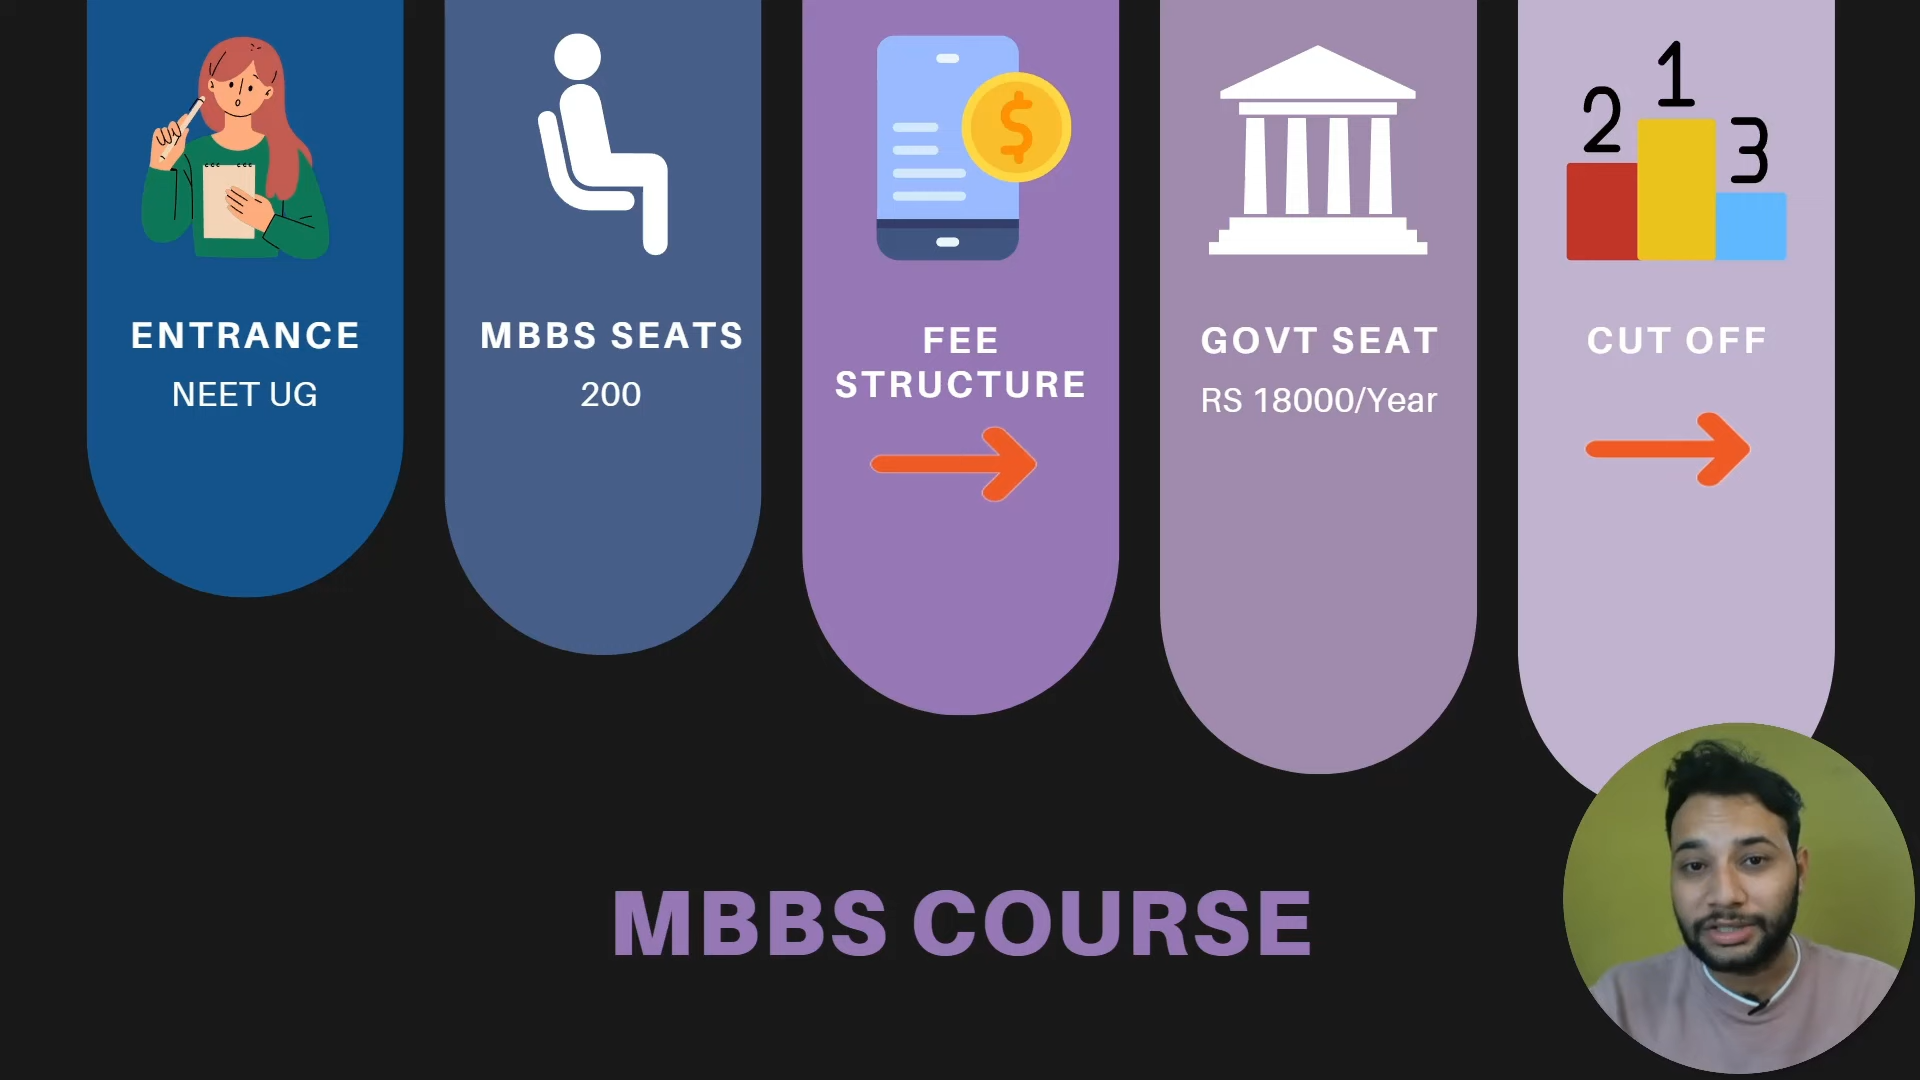 ENTRANCE
NEET UG
MBBS SEATS
200
$
FEE
STRUCTURE
GOVT SEAT
RS 18000/Year
1
2
3
CUT OFF
MBBS COURSE